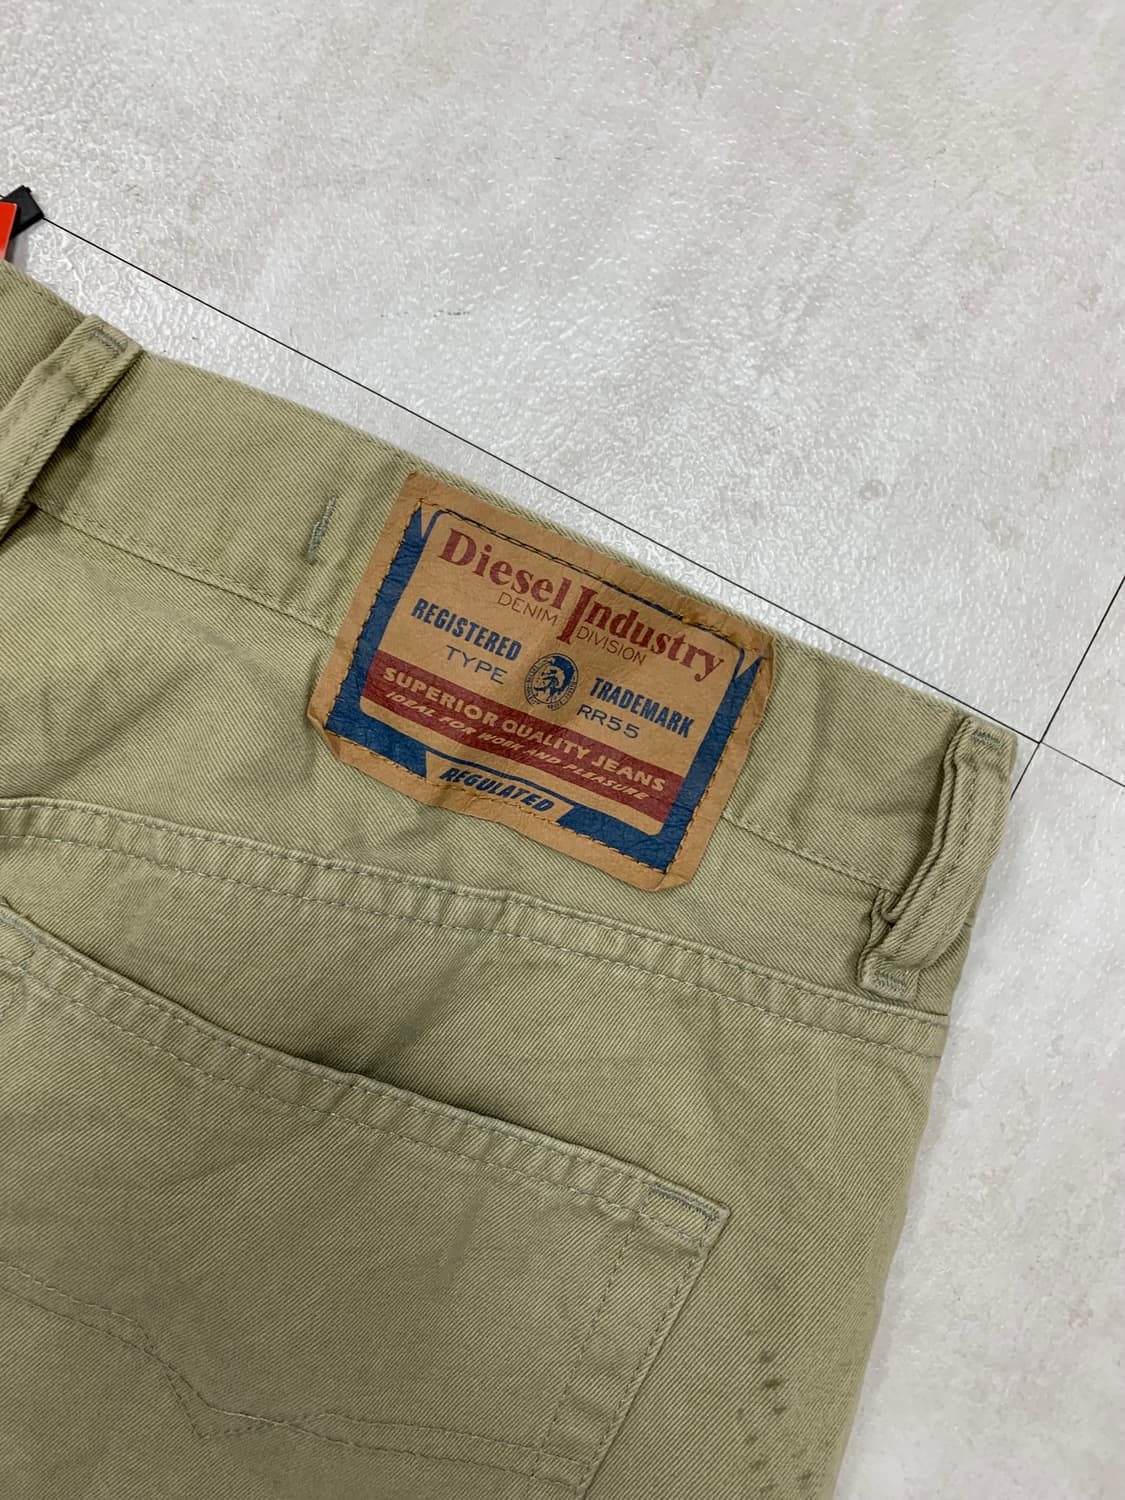 Diesel Industry
DENIM DIVISION
REGISTERED TRADEMARK
TYPE RR55
SUPERIOR QUALITY JEANS
IDEAL FOR WORK AND PLEASURE
REGULATED